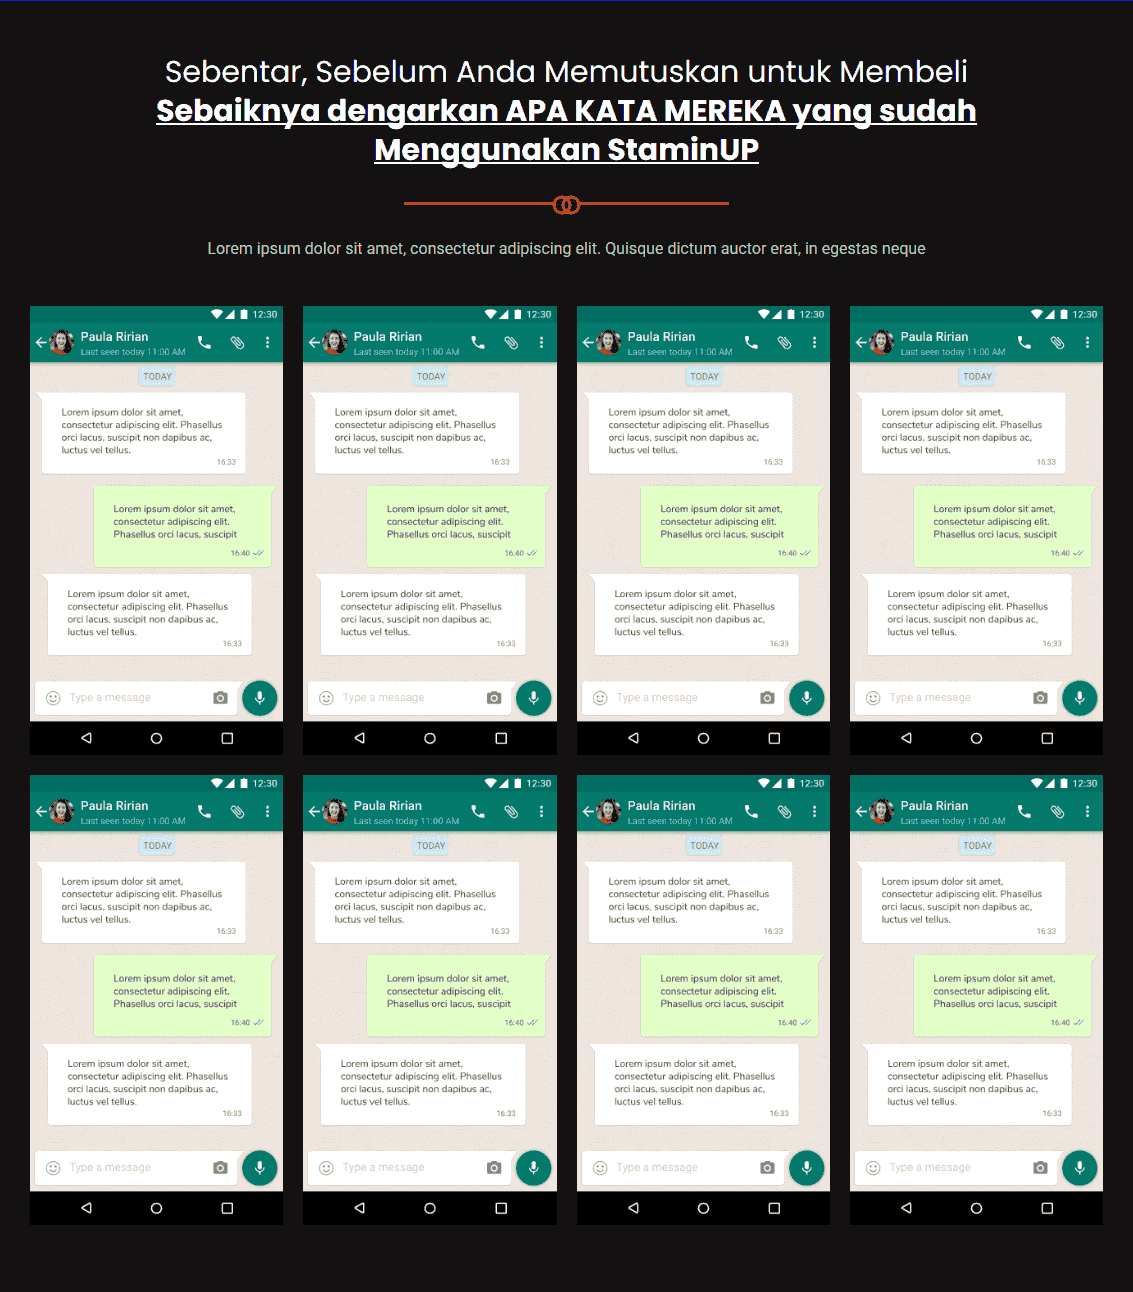 Sebentar, Sebelum Anda Memutuskan untuk Membeli
Sebaiknya dengarkan APA KATA MEREKA yang sudah
Menggunakan StaminUP
Lorem ipsum dolor sit amet, consectetur adipiscing elit. Quisque dictum auctor erat, in egestas neque
12:30
Paula Ririan
Last seen today 11:00 AM
TODAY
Lorem ipsum dolor sit amet,
consectetur adipiscing elit. Phasellus
orci lacus, suscipit non dapibus ac,
luctus vel tellus.
16:33
Lorem ipsum dolor sit amet,
consectetur adipiscing elit.
Phasellus orci lacus, suscipit
16:40
Lorem ipsum dolor sit amet,
consectetur adipiscing elit. Phasellus
orci lacus, suscipit non dapibus ac,
luctus vel tellus.
16:33
Type a message
12:30
Paula Ririan
Last seen today 11:00 AM
TODAY
Lorem ipsum dolor sit amet,
consectetur adipiscing elit. Phasellus
orci lacus, suscipit non dapibus ac,
luctus vel tellus.
16:33
Lorem ipsum dolor sit amet,
consectetur adipiscing elit.
Phasellus orci lacus, suscipit
16:40
Lorem ipsum dolor sit amet,
consectetur adipiscing elit. Phasellus
orci lacus, suscipit non dapibus ac,
luctus vel tellus.
16:33
Type a message
12:30
Paula Ririan
Last seen today 11:00 AM
TODAY
Lorem ipsum dolor sit amet,
consectetur adipiscing elit. Phasellus
orci lacus, suscipit non dapibus ac,
luctus vel tellus.
16:33
Lorem ipsum dolor sit amet,
consectetur adipiscing elit.
Phasellus orci lacus, suscipit
16:40
Lorem ipsum dolor sit amet,
consectetur adipiscing elit. Phasellus
orci lacus, suscipit non dapibus ac,
luctus vel tellus.
16:33
Type a message
12:30
Paula Ririan
Last seen today 11:00 AM
TODAY
Lorem ipsum dolor sit amet,
consectetur adipiscing elit. Phasellus
orci lacus, suscipit non dapibus ac,
luctus vel tellus.
16:33
Lorem ipsum dolor sit amet,
consectetur adipiscing elit.
Phasellus orci lacus, suscipit
16:40
Lorem ipsum dolor sit amet,
consectetur adipiscing elit. Phasellus
orci lacus, suscipit non dapibus ac,
luctus vel tellus.
16:33
Type a message
12:30
Paula Ririan
Last seen today 11:00 AM
TODAY
Lorem ipsum dolor sit amet,
consectetur adipiscing elit. Phasellus
orci lacus, suscipit non dapibus ac,
luctus vel tellus.
16:33
Lorem ipsum dolor sit amet,
consectetur adipiscing elit.
Phasellus orci lacus, suscipit
16:40
Lorem ipsum dolor sit amet,
consectetur adipiscing elit. Phasellus
orci lacus, suscipit non dapibus ac,
luctus vel tellus.
16:33
Type a message
12:30
Paula Ririan
Last seen today 11:00 AM
TODAY
Lorem ipsum dolor sit amet,
consectetur adipiscing elit. Phasellus
orci lacus, suscipit non dapibus ac,
luctus vel tellus.
16:33
Lorem ipsum dolor sit amet,
consectetur adipiscing elit.
Phasellus orci lacus, suscipit
16:40
Lorem ipsum dolor sit amet,
consectetur adipiscing elit. Phasellus
orci lacus, suscipit non dapibus ac,
luctus vel tellus.
16:33
Type a message
12:30
Paula Ririan
Last seen today 11:00 AM
TODAY
Lorem ipsum dolor sit amet,
consectetur adipiscing elit. Phasellus
orci lacus, suscipit non dapibus ac,
luctus vel tellus.
16:33
Lorem ipsum dolor sit amet,
consectetur adipiscing elit.
Phasellus orci lacus, suscipit
16:40
Lorem ipsum dolor sit amet,
consectetur adipiscing elit. Phasellus
orci lacus, suscipit non dapibus ac,
luctus vel tellus.
16:33
Type a message
12:30
Paula Ririan
Last seen today 11:00 AM
TODAY
Lorem ipsum dolor sit amet,
consectetur adipiscing elit. Phasellus
orci lacus, suscipit non dapibus ac,
luctus vel tellus.
16:33
Lorem ipsum dolor sit amet,
consectetur adipiscing elit.
Phasellus orci lacus, suscipit
16:40
Lorem ipsum dolor sit amet,
consectetur adipiscing elit. Phasellus
orci lacus, suscipit non dapibus ac,
luctus vel tellus.
16:33
Type a message